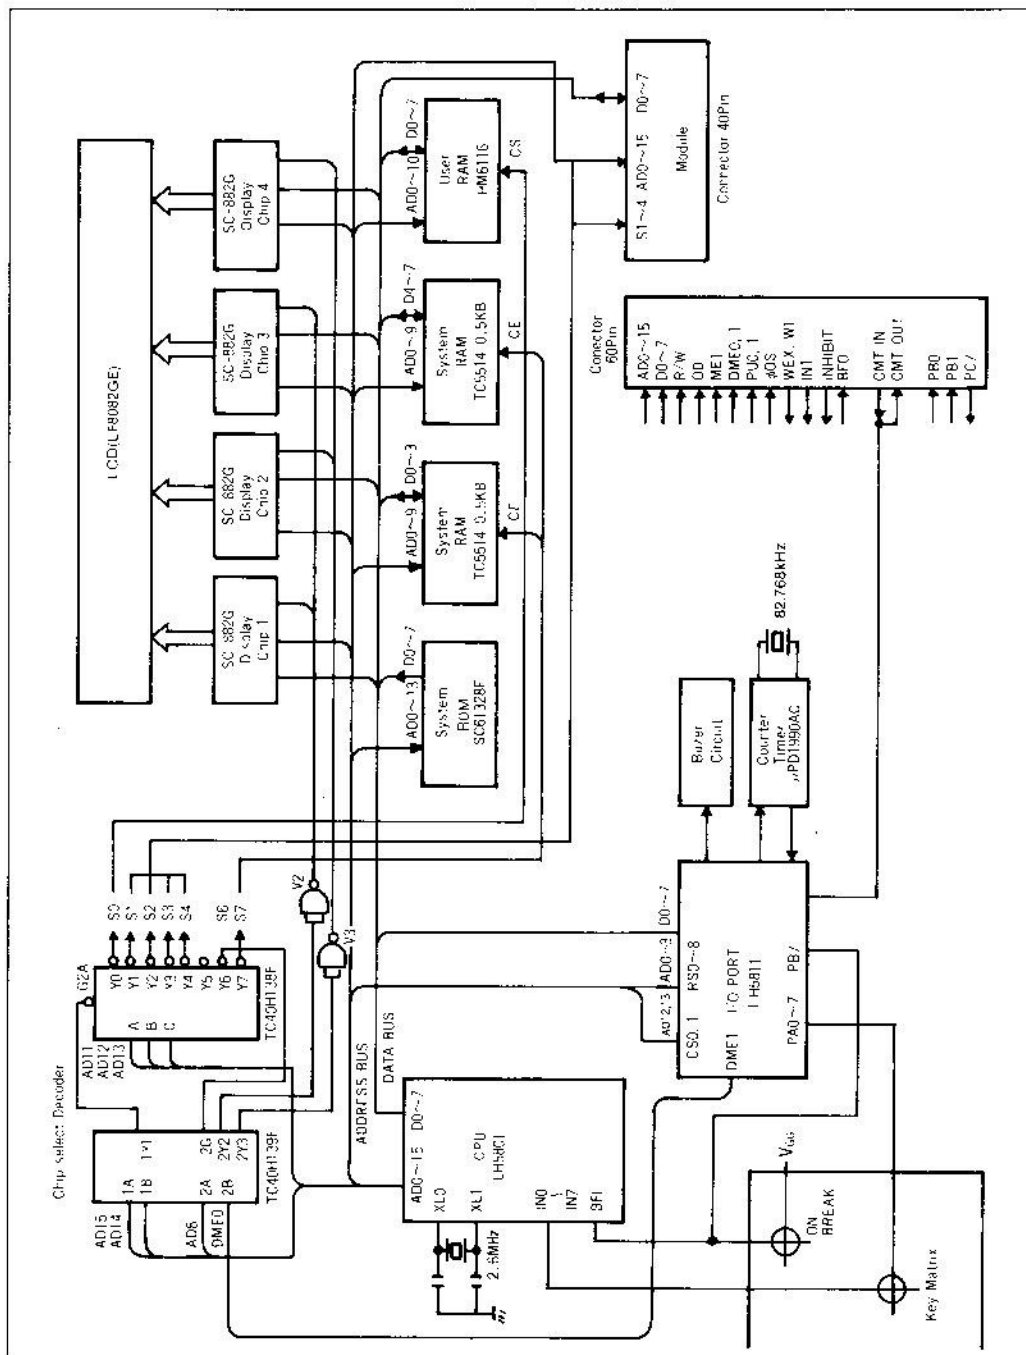 LCD(LF8082GE)
SC-882G
Display
Chip 1
SC-882G
Display
Chip 2
SC-882G
Display
Chip 3
SC-882G
Display
Chip 4
AD0~13
D0~7
System
ROM
SC61328F
AD0~9
D0~3
System
RAM
TC5514 0.5KB
CE
AD0~9
D4~7
System
RAM
TC5514 0.5KB
CE
AD0~10
D0~7
User
RAM
HM6116
CS
S1~4 AD0~15 D0~7
Module
Connector 40Pin
Conector
60Pin
AD0~15
D0~7
R/W
OD
ME1
DME0, 1
PU0, 1
øOS
WEX. W1
IN1
INHIBIT
BFO
CMT IN
CMT OUT
PB0
PB1
PC7
Chip select Decoder
AD15
AD14
AD6
DME0
1A
1B
2A
2B
1Y1
2G
2Y2
2Y3
TC40H139F
AD11
AD12
AD13
G2A
A
B
C
Y0
Y1
Y2
Y3
Y4
Y5
Y6
Y7
TC40H138F
S0
S1
S2
S3
S4
S6
S7
V2
V3
ADDRESS BUS
DATA BUS
AD0~15 D0~7
XL0
XL1
CPU
LH5801
IN0
IN7
BFI
2.6MHz
AD12,13
AD0~3
D0~7
CS0, 1 RS0~8
DME1
I/O PORT
LH5811
PA0~7
PB7
Buzer
Circuit
Counter
Timer
µPD1990AC
82.768kHz
VGG
ON
BREAK
Key Matrix